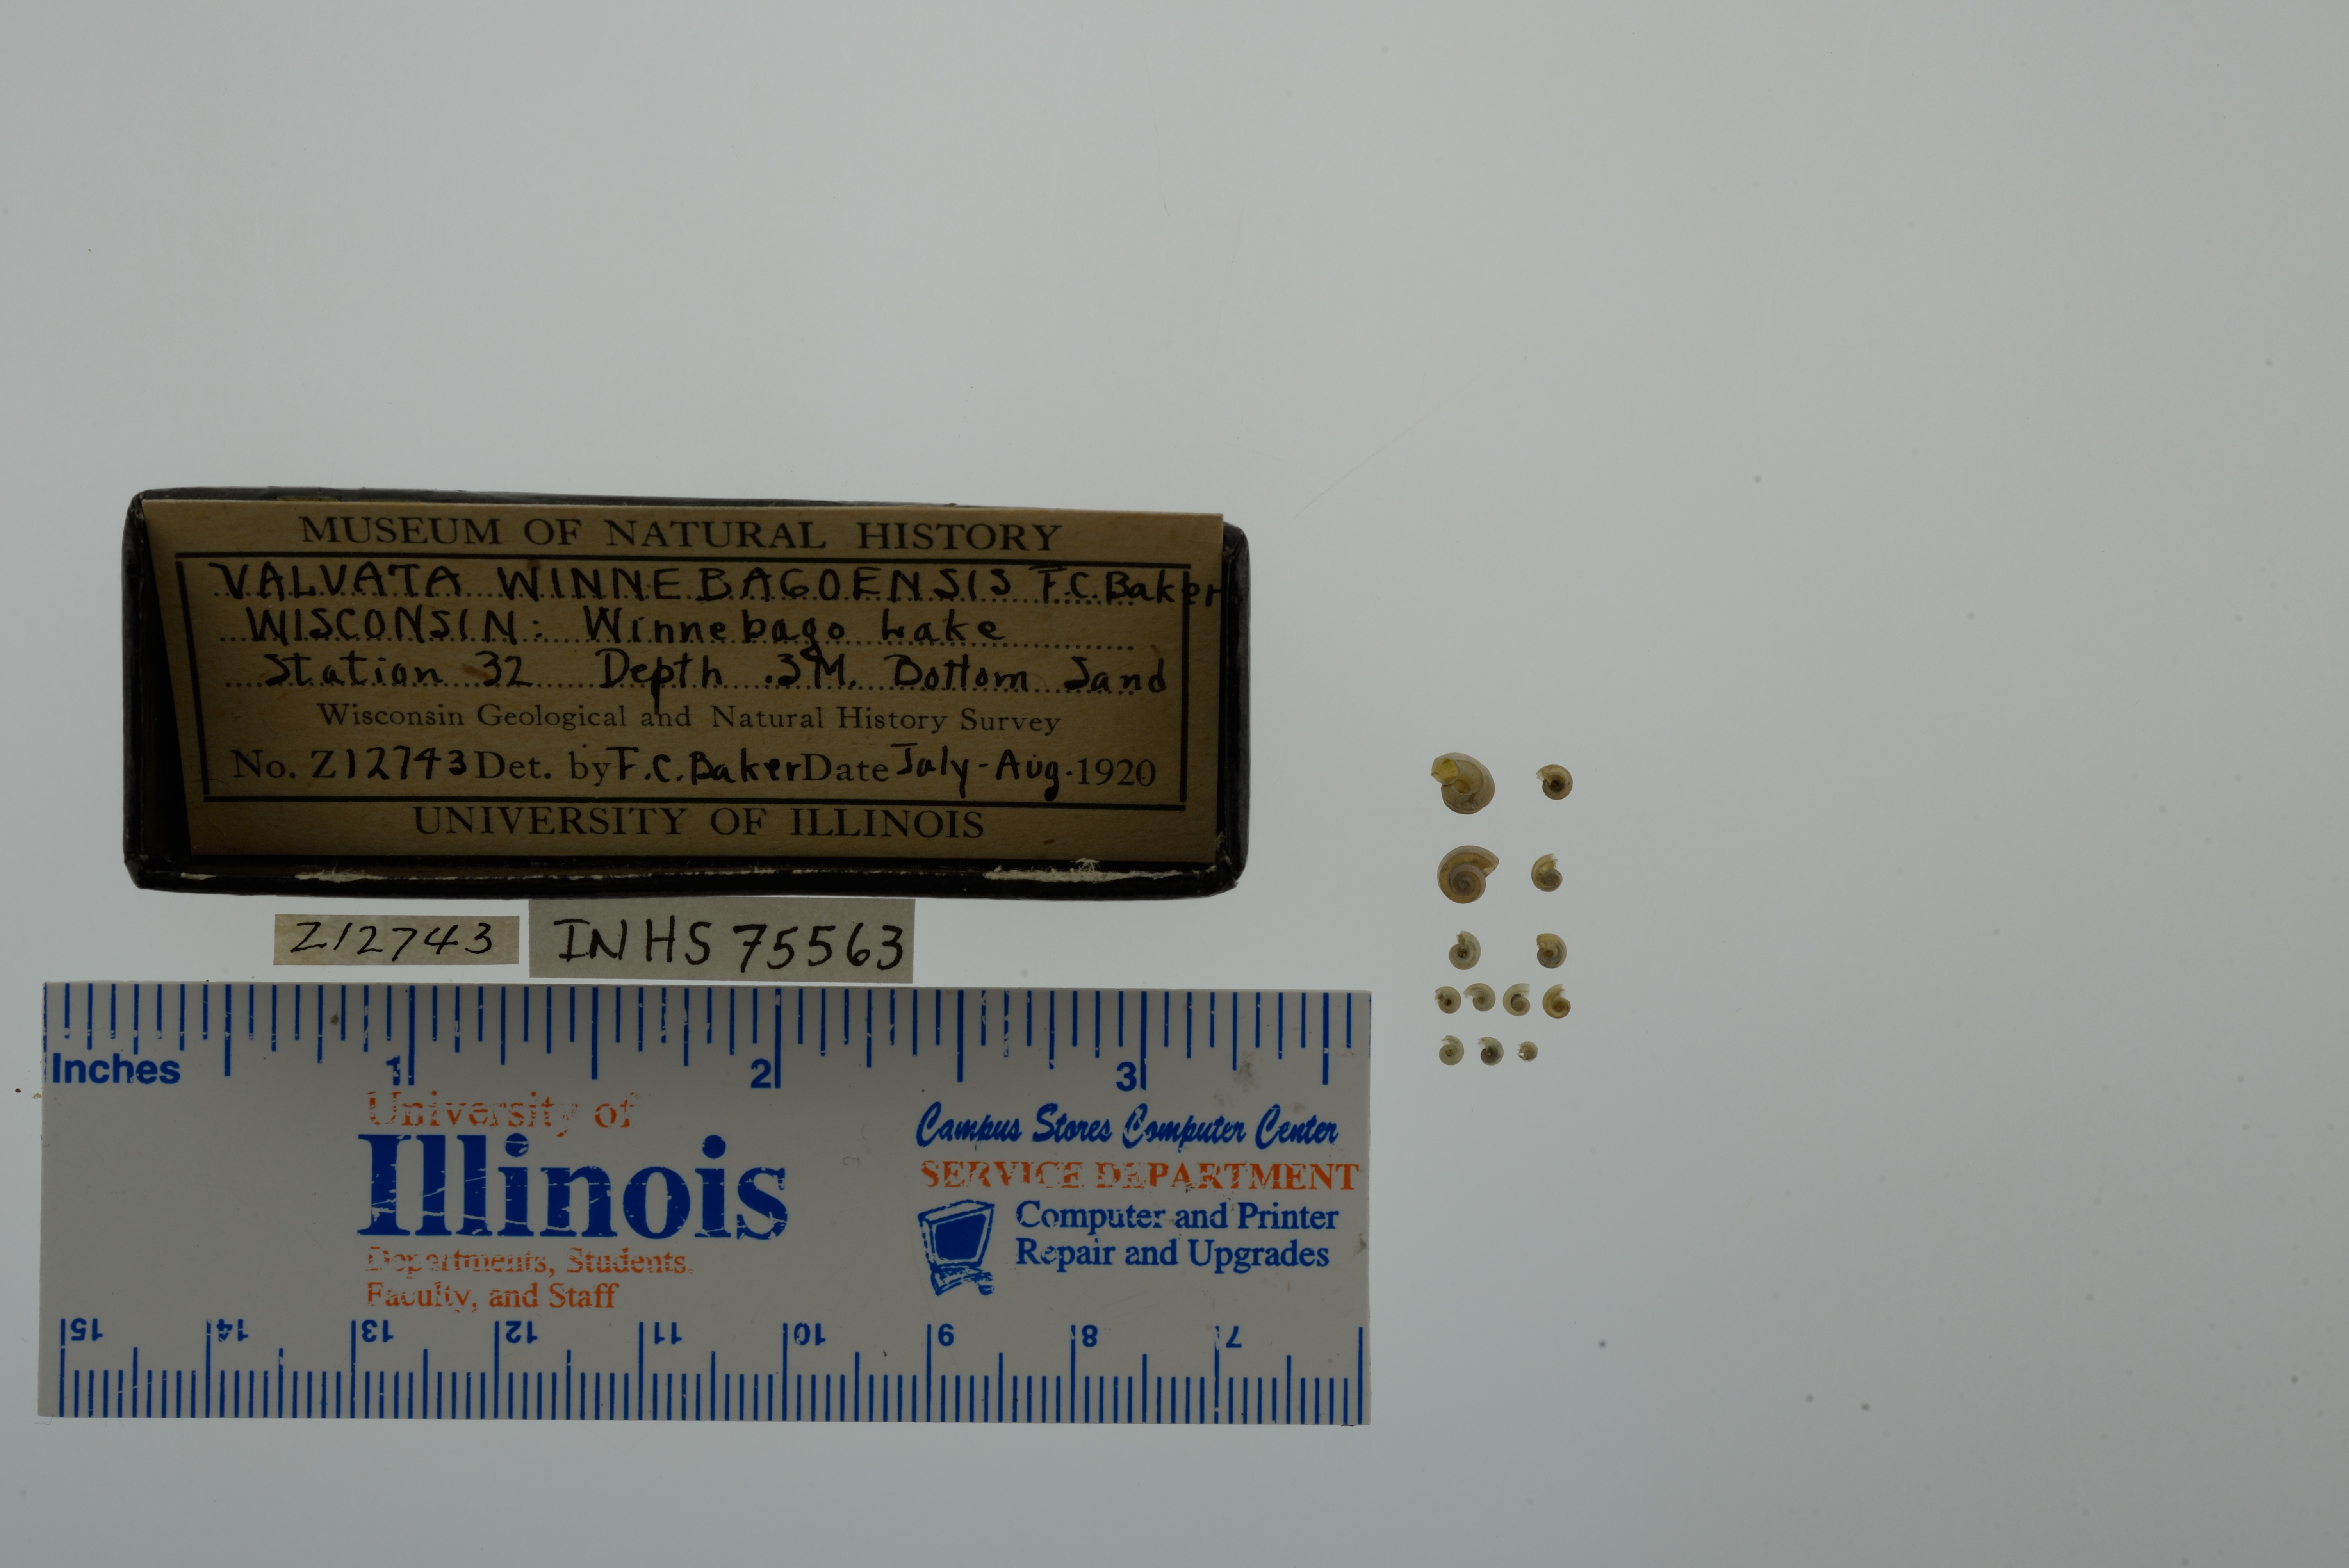 MUSEUM OF NATURAL HISTORY
VALVATA WINNEBAGOENSIS F.C.Baker
WISCONSIN: Winnebago Lake
Station 32 Depth .3M. Bottom Sand
Wisconsin Geological and Natural History Survey
No. Z12743 Det. by F.C.Baker Date July-Aug. 1920
UNIVERSITY OF ILLINOIS
Z12743
INHS 75563
Inches 1 2 3
University of
Illinois
Departments, Students,
Faculty, and Staff
Campus Stores Computer Center
SERVICE DEPARTMENT
Computer and Printer
Repair and Upgrades
15 14 13 12 11 10 9 8 7